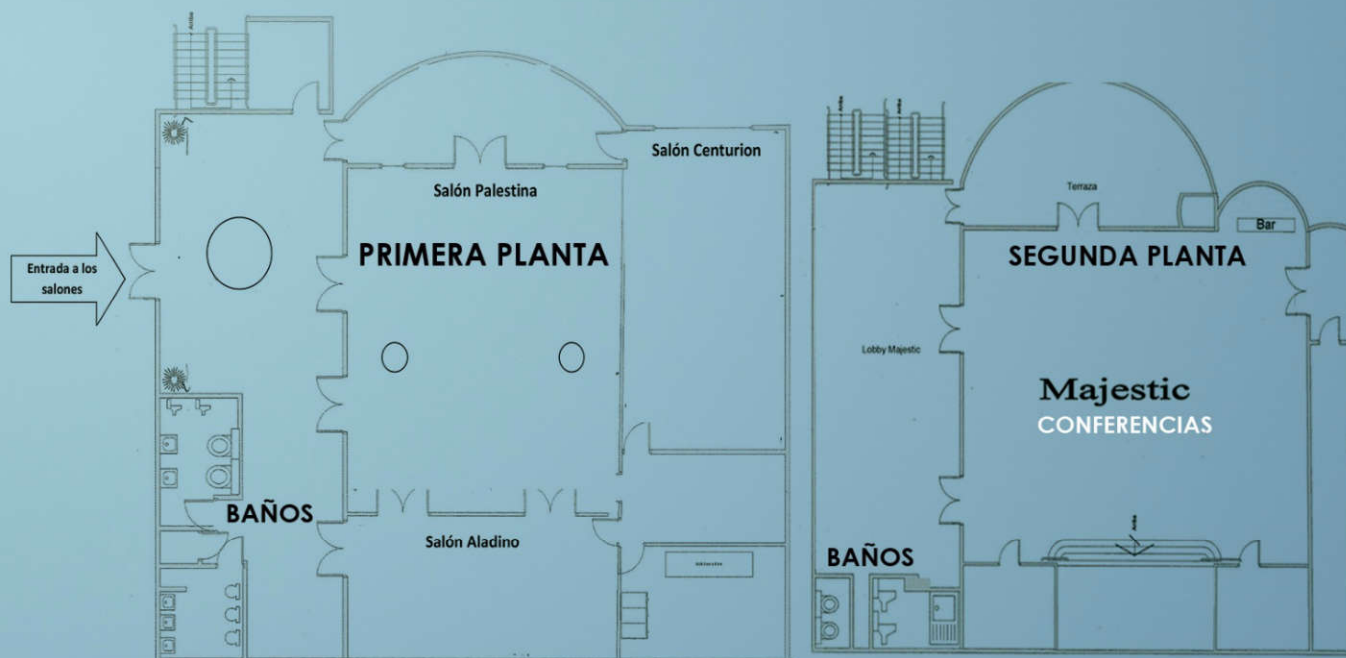 Arriba
Salón Centurion
Salón Palestina
PRIMERA PLANTA
Entrada a los
salones
BAÑOS
Salón Aladino
Terraza
Bar
SEGUNDA PLANTA
Lobby Majestic
Majestic
CONFERENCIAS
BAÑOS